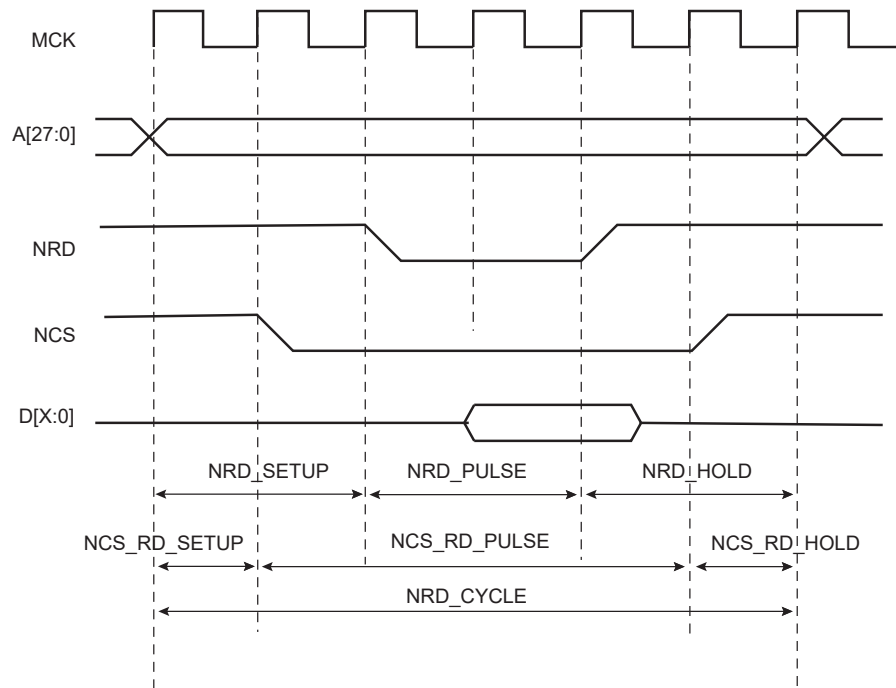 MCK
A[27:0]
NRD
NCS
D[X:0]
NRD_SETUP NRD_PULSE NRD_HOLD
NCS_RD_SETUP NCS_RD_PULSE NCS_RD_HOLD
NRD_CYCLE